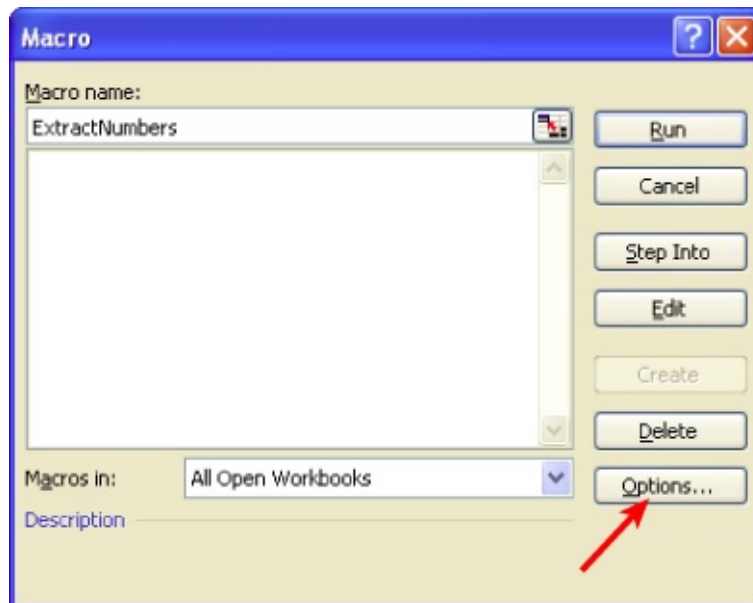 Macro
?
Macro name:
ExtractNumbers
Run
Cancel
Step Into
Edit
Create
Delete
Macros in:
All Open Workbooks
Options...
Description